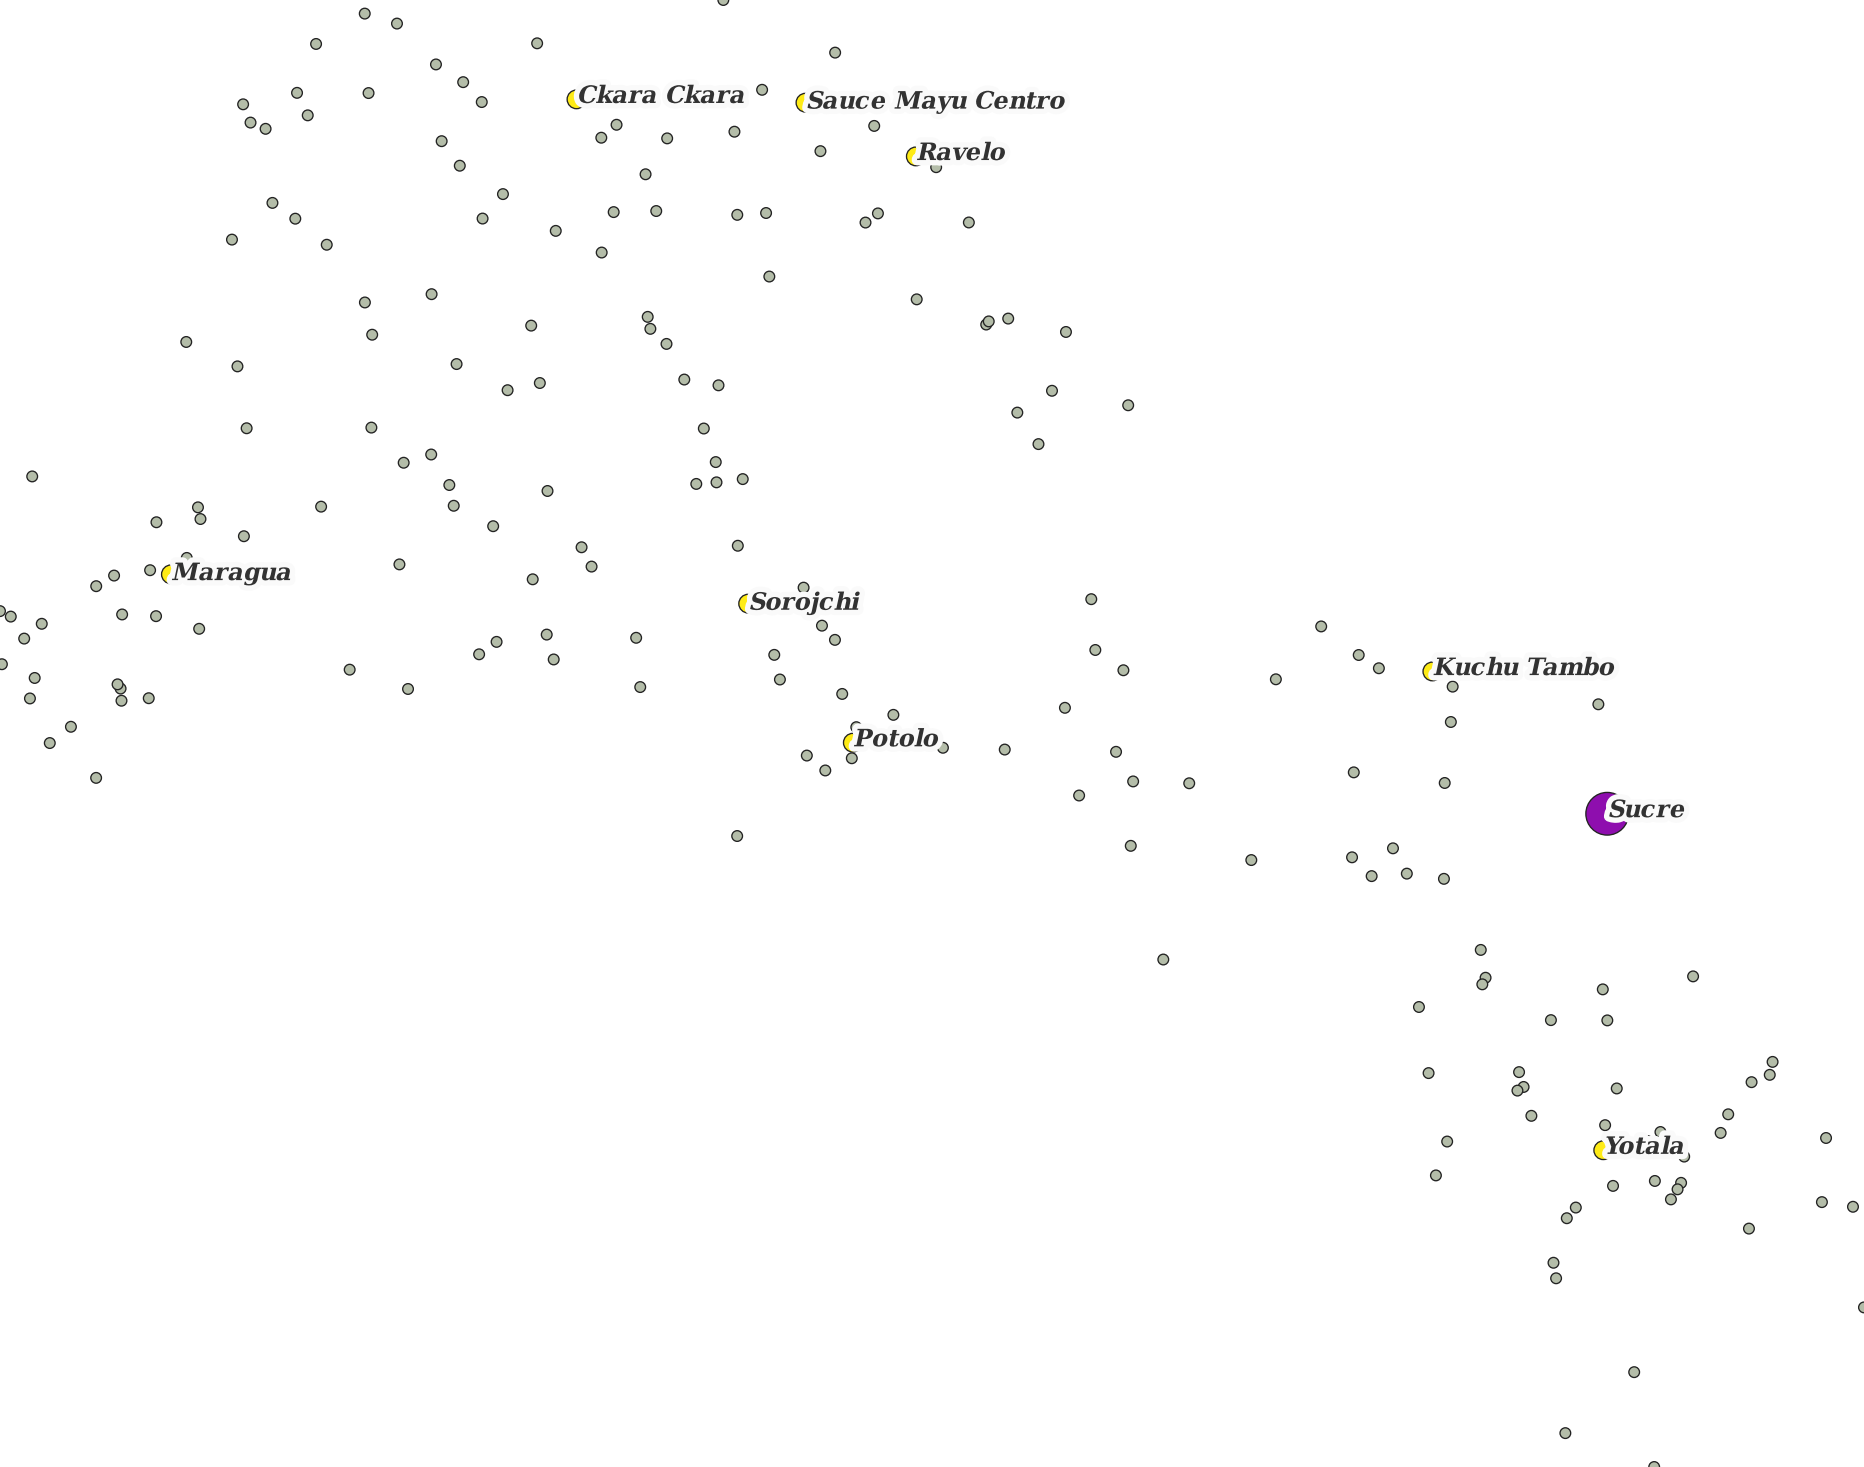 Ckara Ckara
Sauce Mayu Centro
Ravelo
Maragua
Sorojchi
Kuchu Tambo
Potolo
Sucre
Yotala